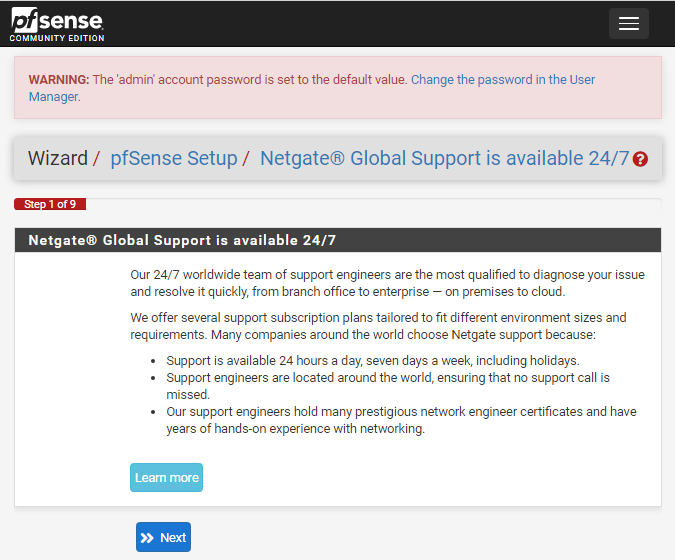 pfsense
COMMUNITY EDITION
WARNING: The 'admin' account password is set to the default value. Change the password in the User
Manager.
Wizard / pfSense Setup / Netgate® Global Support is available 24/7 ?
Step 1 of 9
Netgate® Global Support is available 24/7
Our 24/7 worldwide team of support engineers are the most qualified to diagnose your issue
and resolve it quickly, from branch office to enterprise — on premises to cloud.
We offer several support subscription plans tailored to fit different environment sizes and
requirements. Many companies around the world choose Netgate support because:
• Support is available 24 hours a day, seven days a week, including holidays.
• Support engineers are located around the world, ensuring that no support call is
missed.
• Our support engineers hold many prestigious network engineer certificates and have
years of hands-on experience with networking.
Learn more
Next